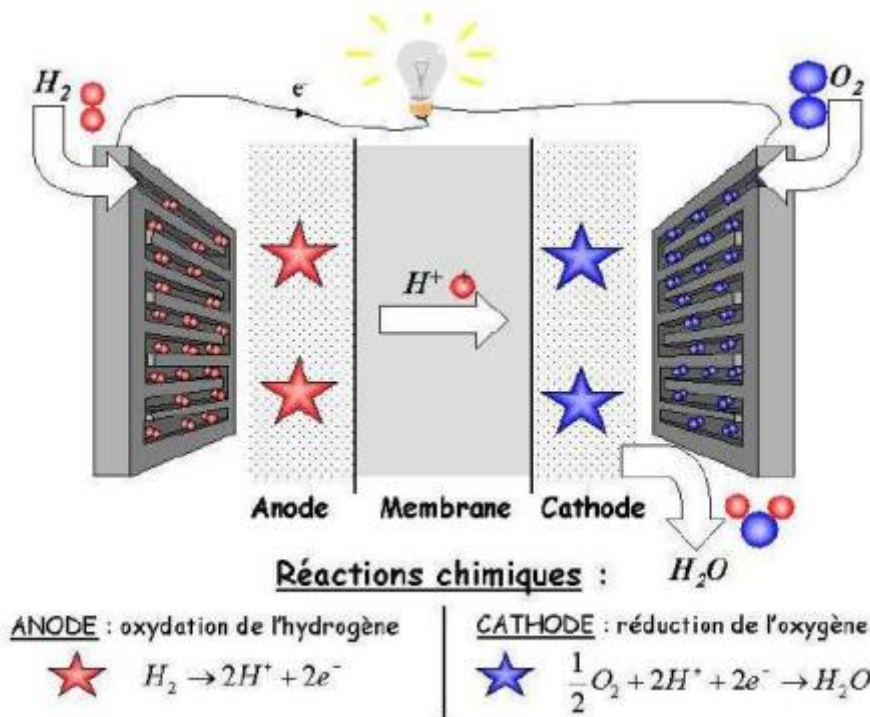 H₂
e⁻
O₂
H⁺
Anode
Membrane
Cathode
H₂O
Réactions chimiques :
ANODE : oxydation de l'hydrogène
H₂ → 2H⁺ + 2e⁻
CATHODE : réduction de l'oxygène
1/2 O₂ + 2H⁺ + 2e⁻ → H₂O